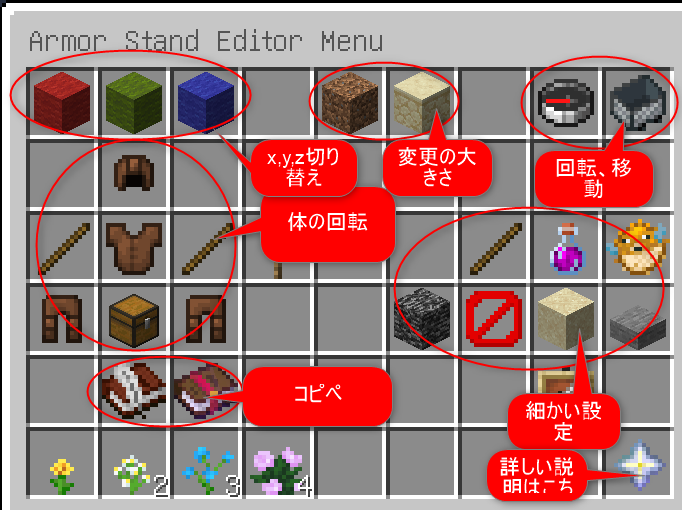 Armor Stand Editor Menu
x,y,z切り
替え
変更の大
きさ
回転、移
動
体の回転
コピペ
細かい設
定
詳しい説
明はこち
2
3
4